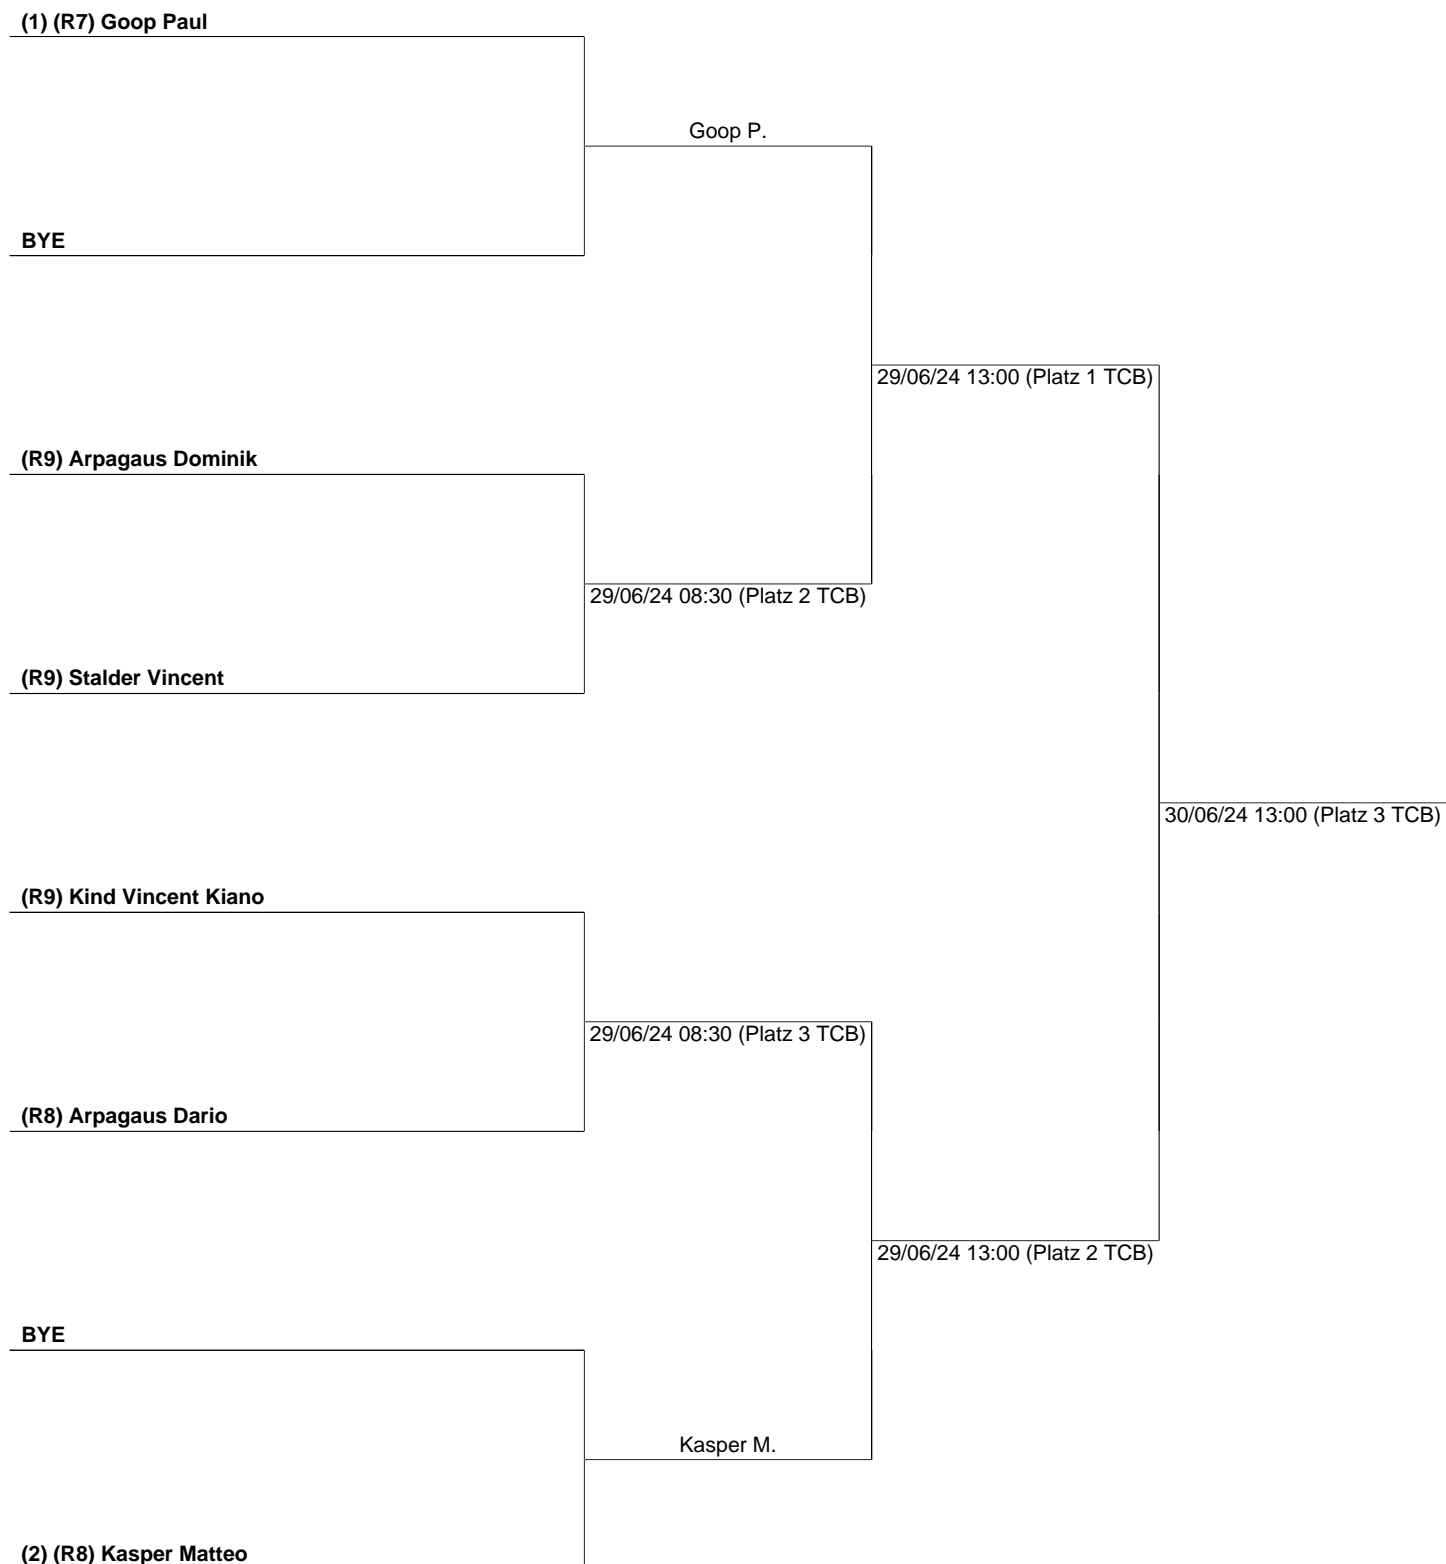 (1) (R7) Goop Paul
Goop P.
BYE
29/06/24 13:00 (Platz 1 TCB)
(R9) Arpagaus Dominik
29/06/24 08:30 (Platz 2 TCB)
(R9) Stalder Vincent
30/06/24 13:00 (Platz 3 TCB)
(R9) Kind Vincent Kiano
29/06/24 08:30 (Platz 3 TCB)
(R8) Arpagaus Dario
29/06/24 13:00 (Platz 2 TCB)
BYE
Kasper M.
(2) (R8) Kasper Matteo